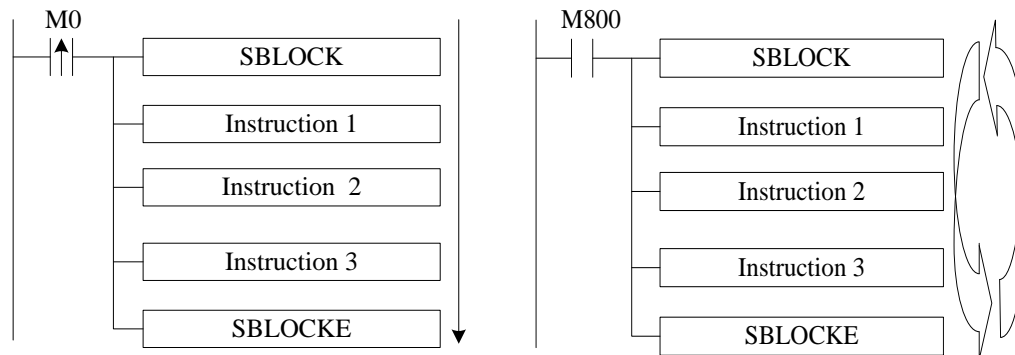 M0
SBLOCK
Instruction 1
Instruction 2
Instruction 3
SBLOCKE
M800
SBLOCK
Instruction 1
Instruction 2
Instruction 3
SBLOCKE